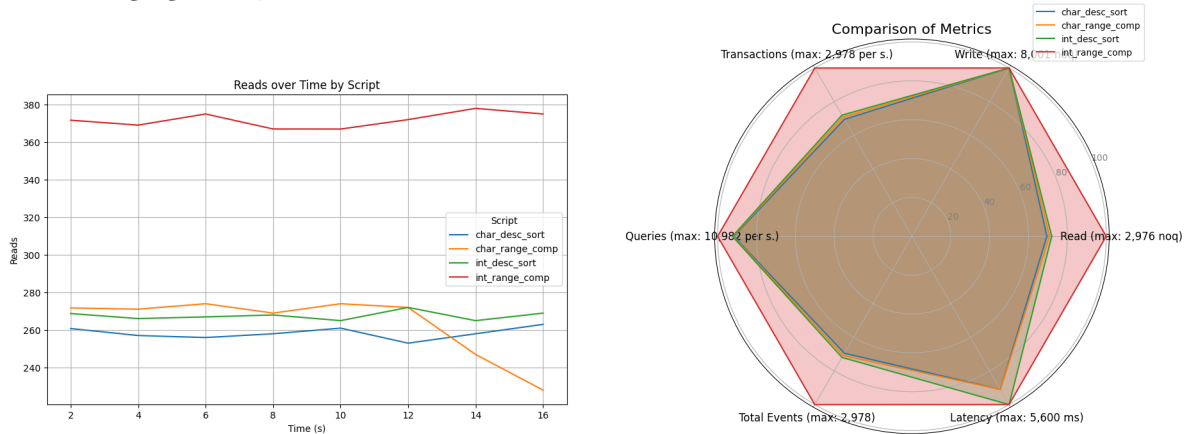 Reads over Time by Script
Reads
380
360
340
320
300
280
260
240
2
4
6
8
10
12
14
16
Time (s)
Script
char_desc_sort
char_range_comp
int_desc_sort
int_range_comp
Comparison of Metrics
char_desc_sort
char_range_comp
int_desc_sort
int_range_comp
Transactions (max: 2,978 per s.)
Write (max:
100
80
60
40
20
Queries (max: 10,982 per s.)
Read (max: 2,976 noq)
Total Events (max: 2,978)
Latency (max: 5,600 ms)